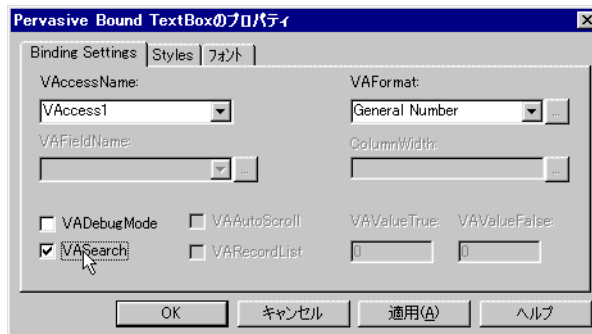 Pervasive Bound TextBoxのプロパティ
Binding Settings Styles フォント
VAccessName: VAFormat:
VAccess1 General Number ...
VAFieldName: ColumnWidth:
... ...
VADebugMode VAAutoScroll VAValueTrue: VAValueFalse:
VASearch VARecordList 0 0
OK キャンセル 適用(A) ヘルプ